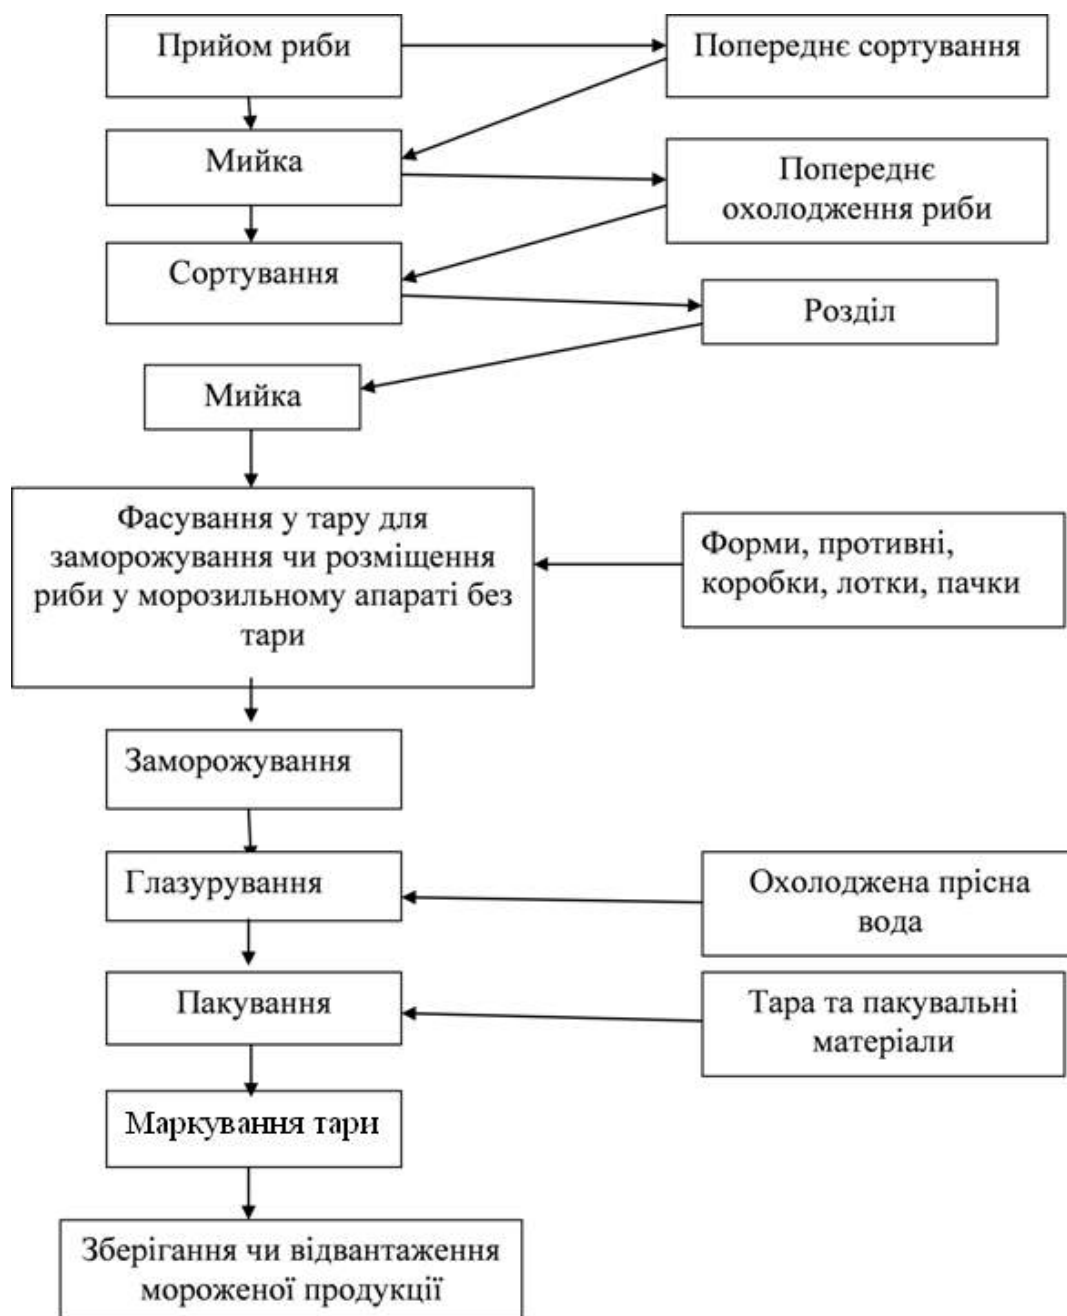 Прийом риби
Попереднє сортування
Мийка
Попереднє
охолодження риби
Сортування
Розділ
Мийка
Фасування у тару для
заморожування чи розміщення
риби у морозильному апараті без
тари
Форми, противні,
коробки, лотки, пачки
Заморожування
Глазурування
Охолоджена прісна
вода
Пакування
Тара та пакувальні
матеріали
Маркування тари
Зберігання чи відвантаження
мороженої продукції